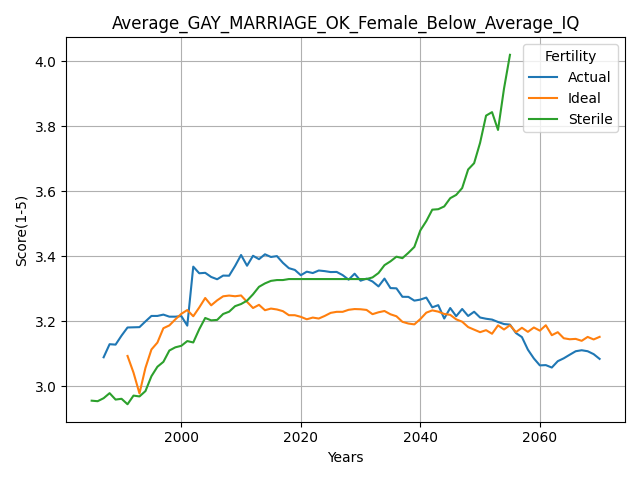 Average_GAY_MARRIAGE_OK_Female_Below_Average_IQ
Fertility
Actual
Ideal
Sterile
Score(1-5)
4.0
3.8
3.6
3.4
3.2
3.0
2000
2020
2040
2060
Years